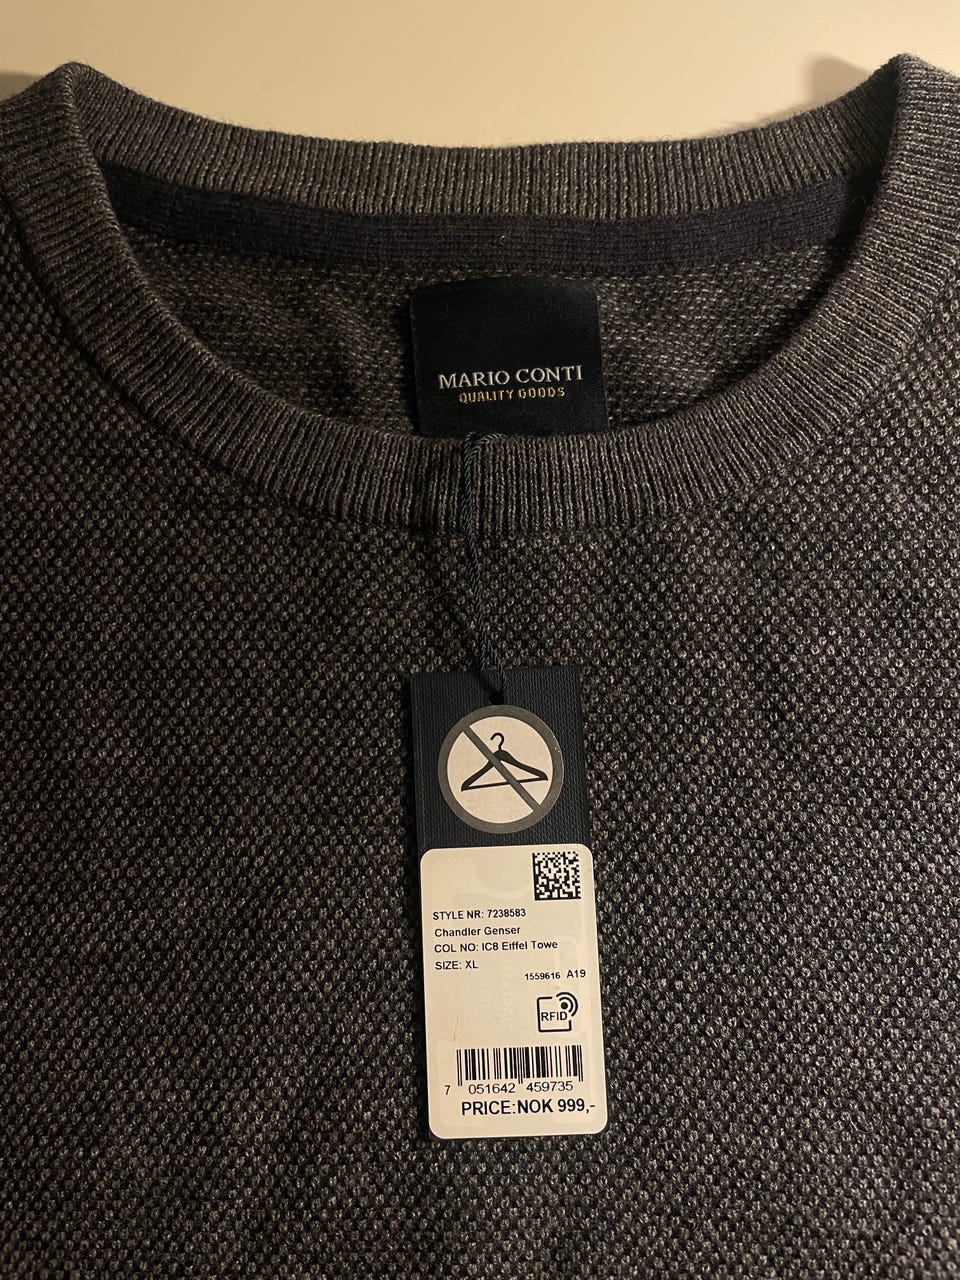 MARIO CONTI
QUALITY GOODS
STYLE NR: 7238583
Chandler Genser
COL NO: IC8 Eiffel Towe
SIZE: XL
1559616 A19
RFID
7 051642 459735
PRICE:NOK 999,-